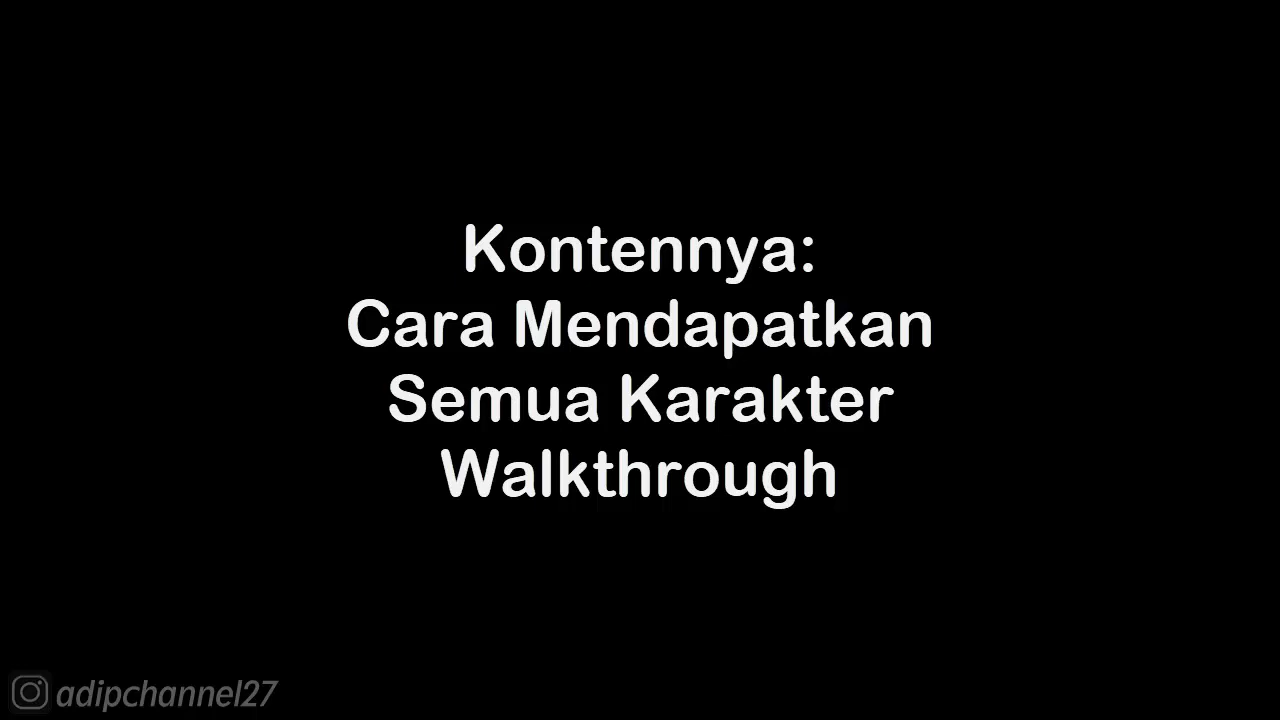 Kontennya:
Cara Mendapatkan
Semua Karakter
Walkthrough
adipchannel27